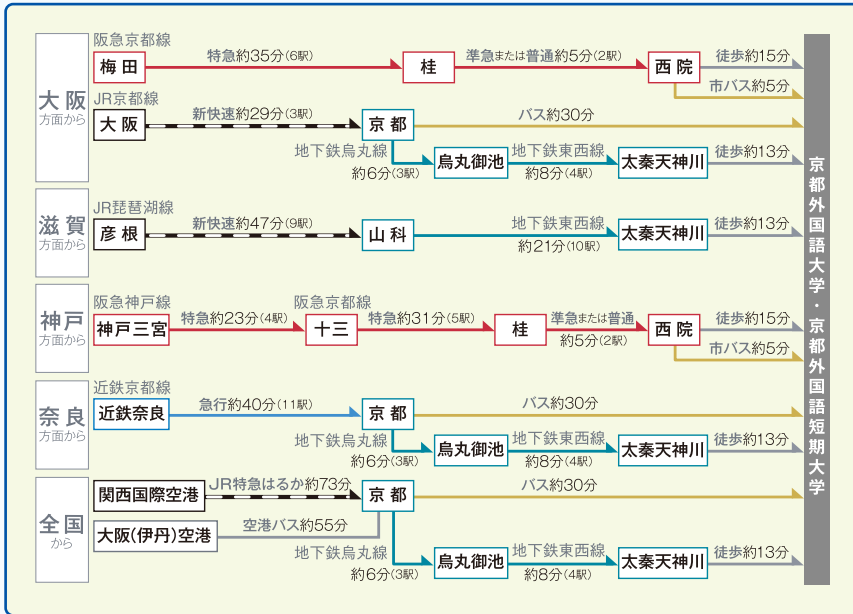 大阪
方面から
阪急京都線
梅田
特急約35分(6駅)
桂
準急または普通約5分(2駅)
西院
徒歩約15分
市バス約5分
JR京都線
大阪
新快速約29分(3駅)
京都
バス約30分
地下鉄烏丸線
約6分(3駅)
烏丸御池
地下鉄東西線
約8分(4駅)
太秦天神川
徒歩約13分
滋賀
方面から
JR琵琶湖線
彦根
新快速約47分(9駅)
山科
地下鉄東西線
約21分(10駅)
太秦天神川
徒歩約13分
神戸
方面から
阪急神戸線
神戸三宮
特急約23分(4駅)
阪急京都線
十三
特急約31分(5駅)
桂
準急または普通
約5分(2駅)
西院
徒歩約15分
市バス約5分
奈良
方面から
近鉄京都線
近鉄奈良
急行約40分(11駅)
京都
バス約30分
地下鉄烏丸線
約6分(3駅)
烏丸御池
地下鉄東西線
約8分(4駅)
太秦天神川
徒歩約13分
全国
から
関西国際空港
JR特急はるか約73分
京都
バス約30分
大阪(伊丹)空港
空港バス約55分
地下鉄烏丸線
約6分(3駅)
烏丸御池
地下鉄東西線
約8分(4駅)
太秦天神川
徒歩約13分
京都外国語大学・京都外国語短期大学